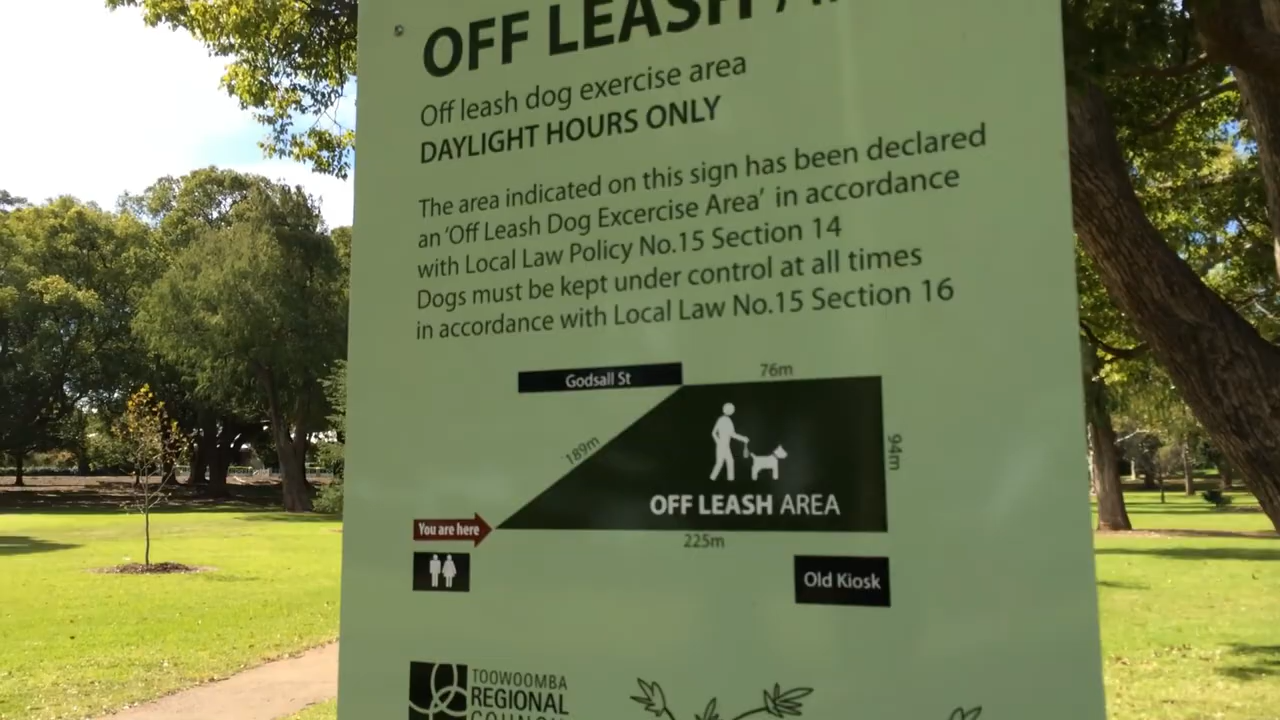 OFF LEASH
Off leash dog exercise area
DAYLIGHT HOURS ONLY
The area indicated on this sign has been declared
an 'Off Leash Dog Excercise Area' in accordance
with Local Law Policy No.15 Section 14
Dogs must be kept under control at all times
in accordance with Local Law No.15 Section 16
Godsall St
76m
189m
94m
OFF LEASH AREA
You are here
225m
Old Kiosk
TOOWOOMBA
REGIONAL
COUNCIL